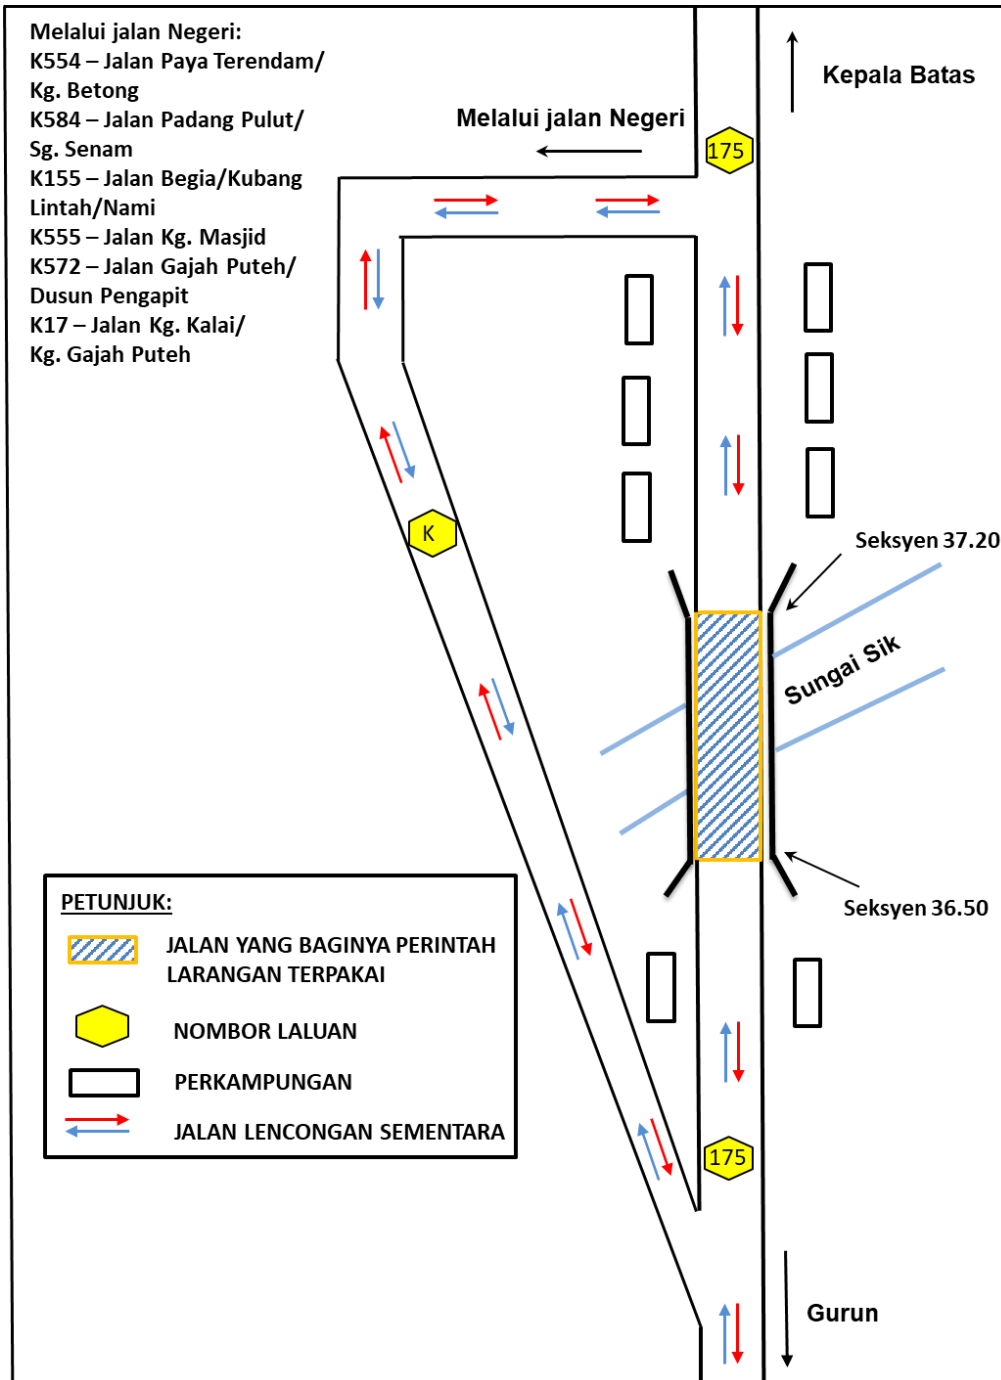 Melalui jalan Negeri:
K554 – Jalan Paya Terendam/
Kg. Betong
K584 – Jalan Padang Pulut/
Sg. Senam
K155 – Jalan Begia/Kubang
Lintah/Nami
K555 – Jalan Kg. Masjid
K572 – Jalan Gajah Puteh/
Dusun Pengapit
K17 – Jalan Kg. Kalai/
Kg. Gajah Puteh
Kepala Batas
Melalui jalan Negeri
175
K
Seksyen 37.20
Sungai Sik
Seksyen 36.50
PETUNJUK:
JALAN YANG BAGINYA PERINTAH
LARANGAN TERPAKAI
NOMBOR LALUAN
PERKAMPUNGAN
JALAN LENCONGAN SEMENTARA
175
Gurun